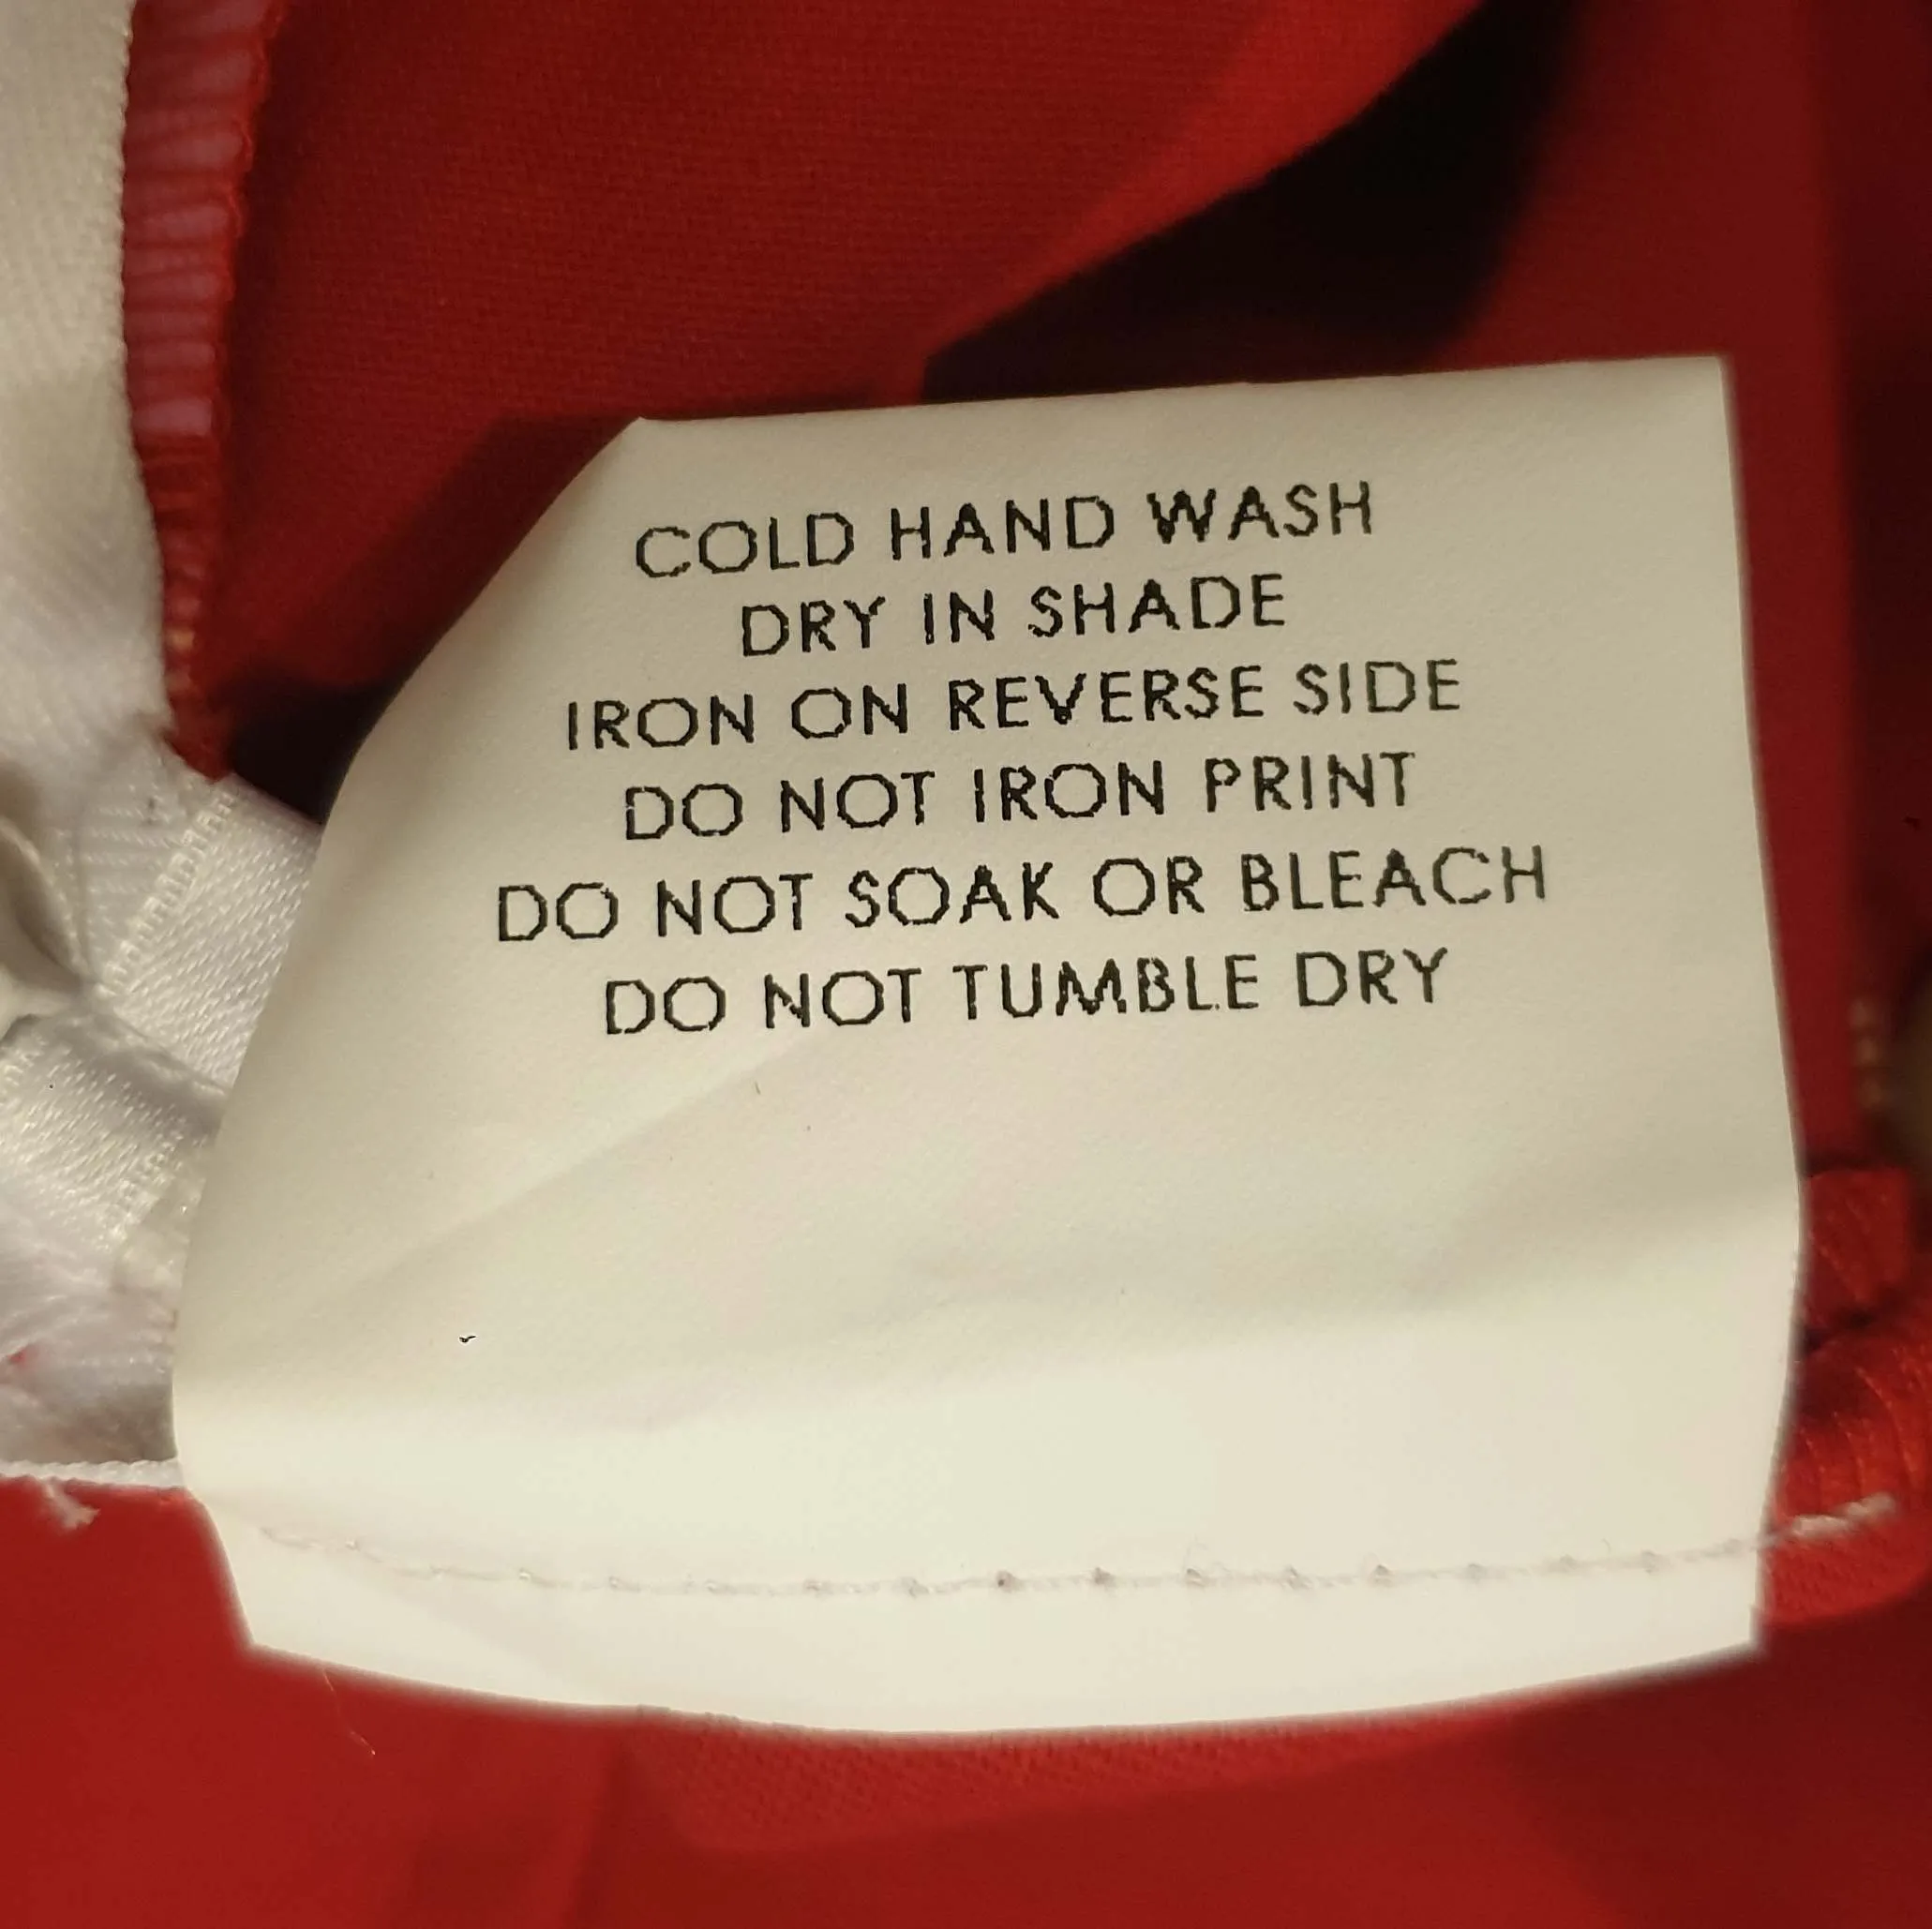 COLD HAND WASH
DRY IN SHADE
IRON ON REVERSE SIDE
DO NOT IRON PRINT
DO NOT SOAK OR BLEACH
DO NOT TUMBLE DRY